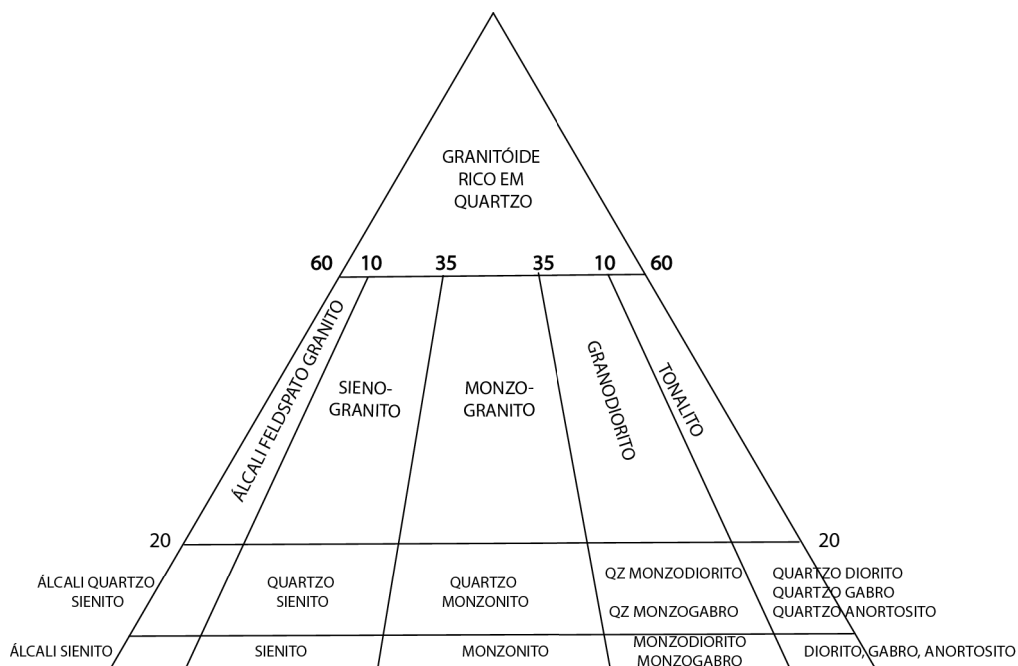 GRANITÓIDE
RICO EM
QUARTZO
60 10 35 35 10 60
ÁLCALI FELDSPATO GRANITO
SIENO-
GRANITO
MONZO-
GRANITO
GRANODIORITO
TONALITO
20 20
ÁLCALI QUARTZO
SIENITO
QUARTZO
SIENITO
QUARTZO
MONZONITO
QZ MONZODIORITO
QZ MONZOGABRO
QUARTZO DIORITO
QUARTZO GABRO
QUARTZO ANORTOSITO
ÁLCALI SIENITO
SIENITO
MONZONITO
MONZODIORITO
MONZOGABRO
DIORITO, GABRO, ANORTOSITO